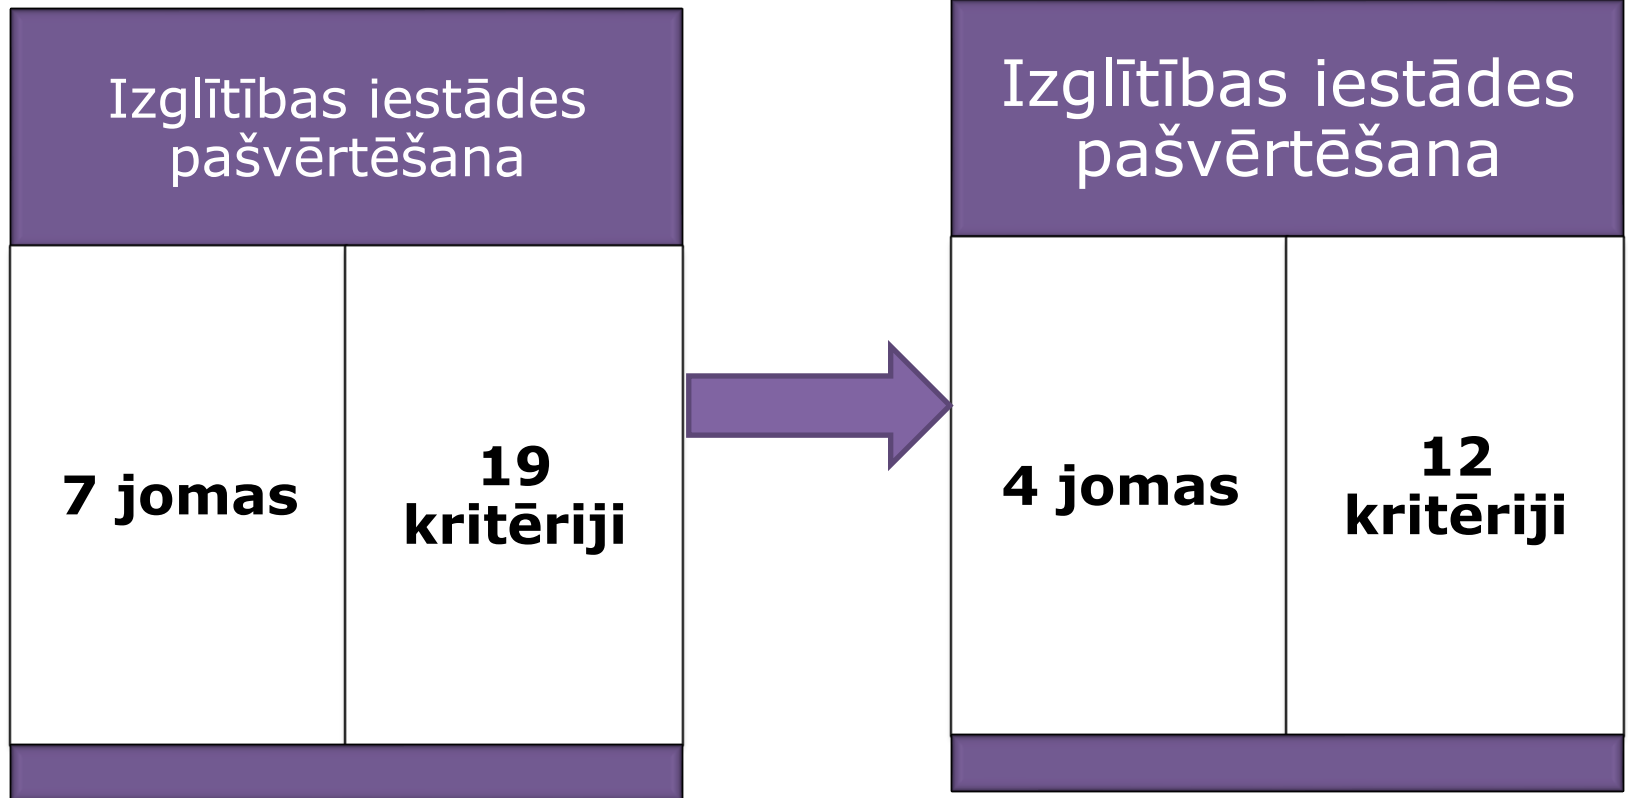 Izglītības iestādes
pašvērtēšana
7 jomas
19
kritēriji
Izglītības iestādes
pašvērtēšana
4 jomas
12
kritēriji